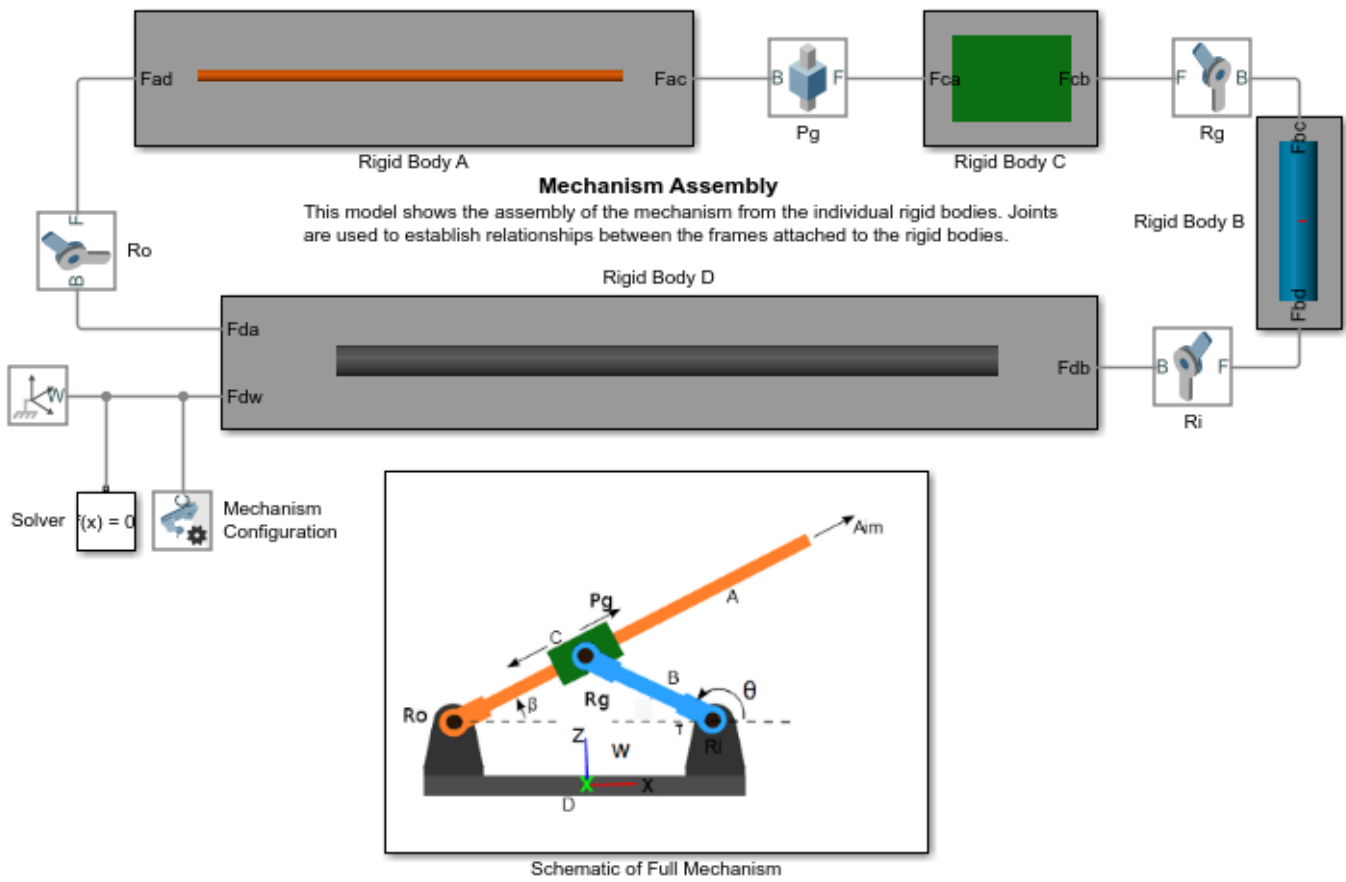 Fad
Fac
B
F
Pg
Fca
Fcb
F
B
Rg
Rigid Body A
Rigid Body C
Fbc
Mechanism Assembly
This model shows the assembly of the mechanism from the individual rigid bodies. Joints
are used to establish relationships between the frames attached to the rigid bodies.
Rigid Body B
F
Ro
B
Rigid Body D
Fbd
Fda
Fdb
B
F
Ri
W
Fdw
C
Solver
f(x) = 0
Mechanism
Configuration
Aim
A
Pg
C
B
θ
Rg
β
Ro
Ri
Z
W
X
X
D
Schematic of Full Mechanism